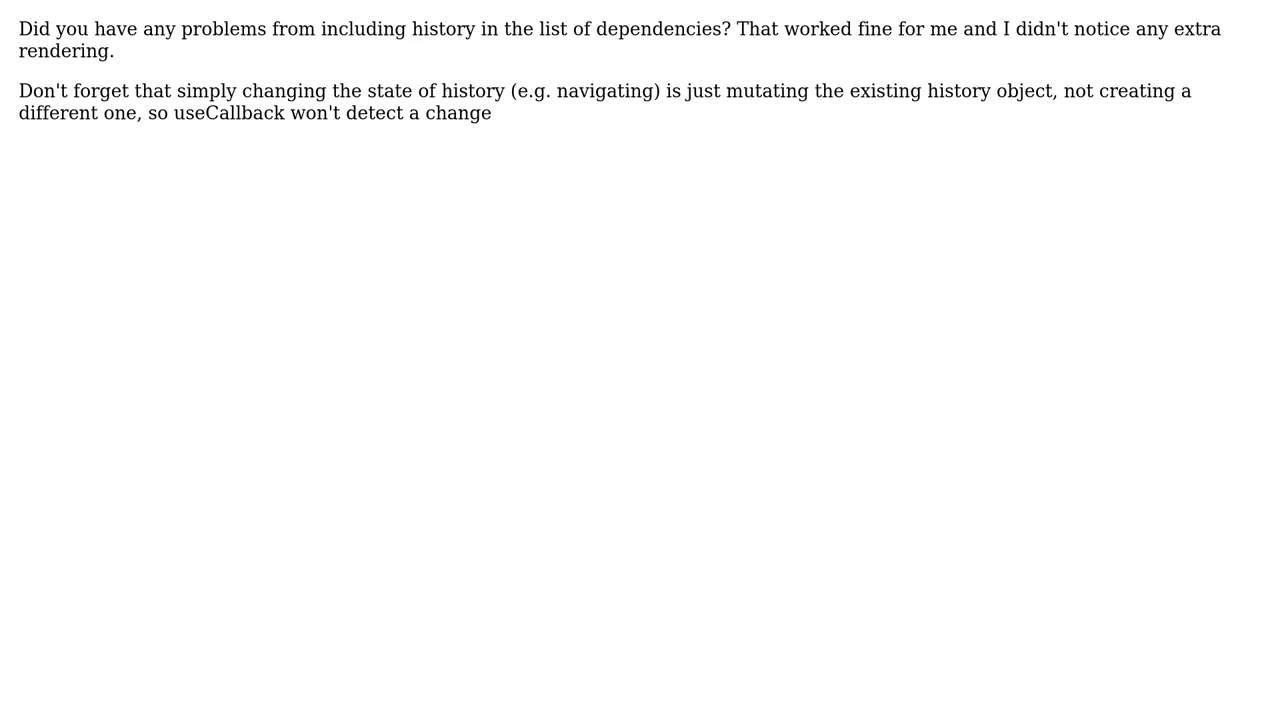 Did you have any problems from including history in the list of dependencies? That worked fine for me and I didn't notice any extra
rendering.
Don't forget that simply changing the state of history (e.g. navigating) is just mutating the existing history object, not creating a
different one, so useCallback won't detect a change